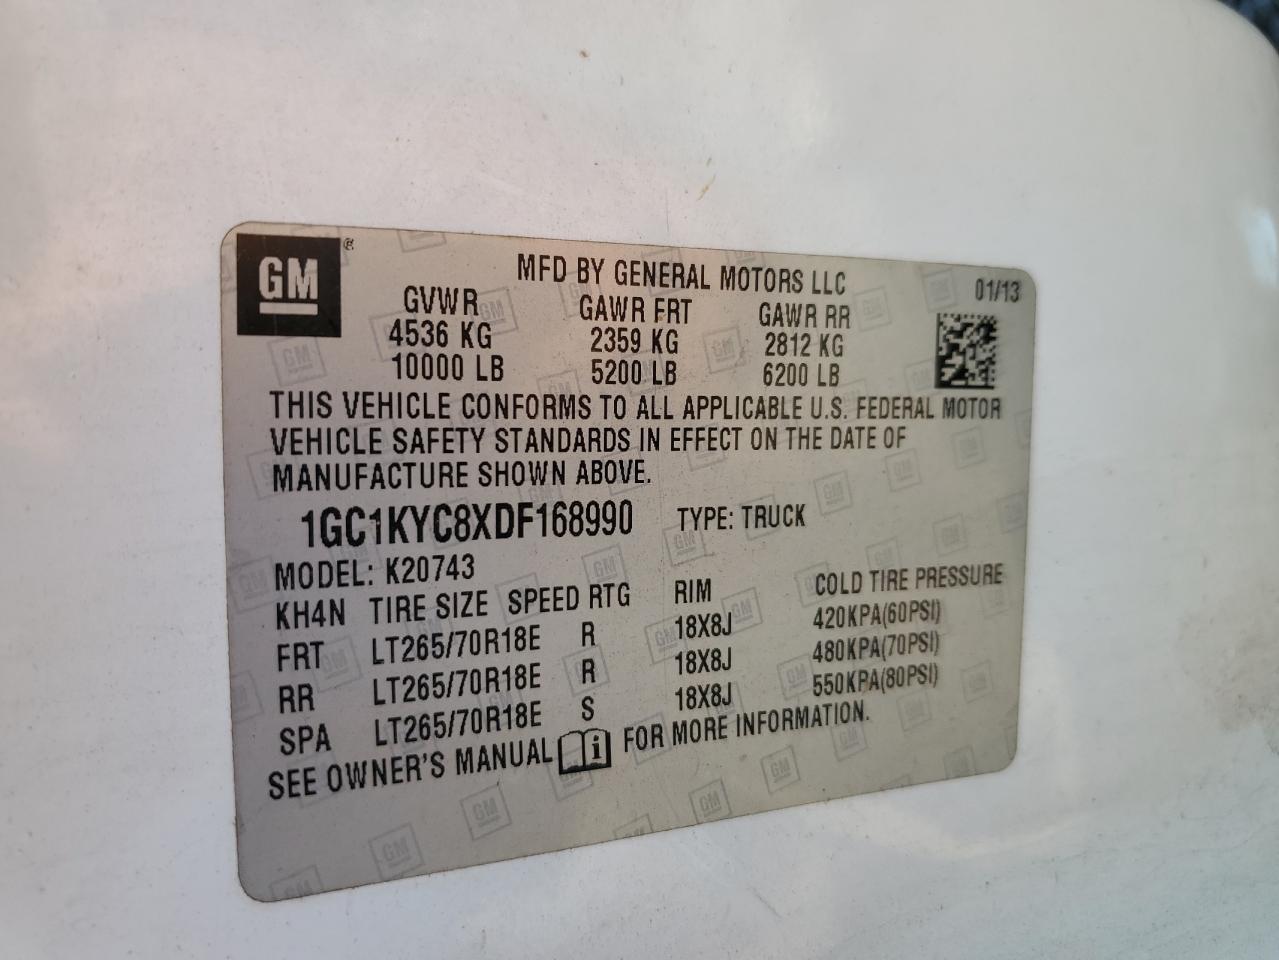 GM
MFD BY GENERAL MOTORS LLC 01/13
GVWR GAWR FRT GAWR RR
4536 KG 2359 KG 2812 KG
10000 LB 5200 LB 6200 LB
THIS VEHICLE CONFORMS TO ALL APPLICABLE U.S. FEDERAL MOTOR
VEHICLE SAFETY STANDARDS IN EFFECT ON THE DATE OF
MANUFACTURE SHOWN ABOVE.
1GC1KYC8XDF168990 TYPE: TRUCK
MODEL: K20743
KH4N TIRE SIZE SPEED RTG RIM COLD TIRE PRESSURE
FRT LT265/70R18E R 18X8J 420KPA(60PSI)
RR LT265/70R18E R 18X8J 480KPA(70PSI)
SPA LT265/70R18E S 18X8J 550KPA(80PSI)
SEE OWNER'S MANUAL i FOR MORE INFORMATION.